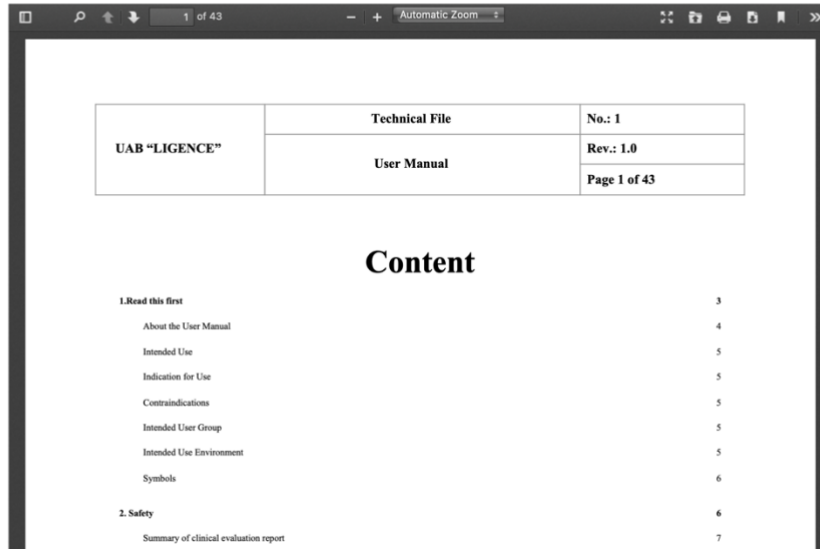 1 of 43
Automatic Zoom
UAB “LIGENCE”
Technical File
No.: 1
User Manual
Rev.: 1.0
Page 1 of 43
Content
1.Read this first 3
About the User Manual 4
Intended Use 5
Indication for Use 5
Contraindications 5
Intended User Group 5
Intended Use Environment 5
Symbols 6
2. Safety 6
Summary of clinical evaluation report 7